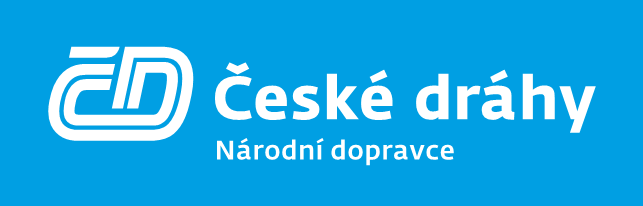 ČD České dráhy
Národní dopravce